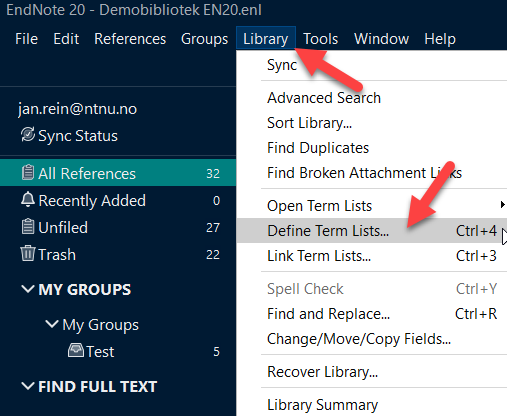 EndNote 20 - Demobibliotek EN20.enl
File Edit References Groups Library Tools Window Help
jan.rein@ntnu.no
Sync Status
All References 32
Recently Added 0
Unfiled 27
Trash 22
MY GROUPS
My Groups
Test 5
FIND FULL TEXT
Sync
Advanced Search
Sort Library...
Find Duplicates
Find Broken Attachment Links
Open Term Lists
Define Term Lists... Ctrl+4
Link Term Lists... Ctrl+3
Spell Check Ctrl+Y
Find and Replace... Ctrl+R
Change/Move/Copy Fields...
Recover Library...
Library Summary